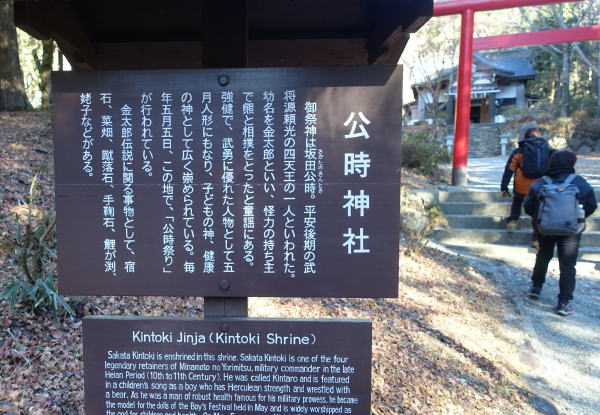 公時神社
御祭神は坂田公時。平安後期の武
将源頼光の四天王の一人といわれた。
幼名を金太郎といい、怪力の持ち主
で熊と相撲をとったと童謡にある。
強健で、武勇に優れた人物として五
月人形にもなり、子どもの神、健康
の神として広く崇められている。毎
年五月五日、この地で、「公時祭り」
が行われている。
金太郎伝説に関る事物として、宿
石、菜畑、蹴落石、手鞠石、鯉が渕、
姥子などがある。
Kintoki Jinja (Kintoki Shrine)
Sakata Kintoki is enshrined in this shrine. Sakata Kintoki is one of the four
legendary retainers of Minamoto no Yorimitsu, military commander in the late
Heian Period (10th to 11th Century). He was called Kintaro and is featured
in a children's song as a boy who has Herculean strength and wrestled with
a bear. As he was a man of robust health famous for his military prowess, he became
the model for the dolls of the Boy's Festival held in May and is widely worshiped as